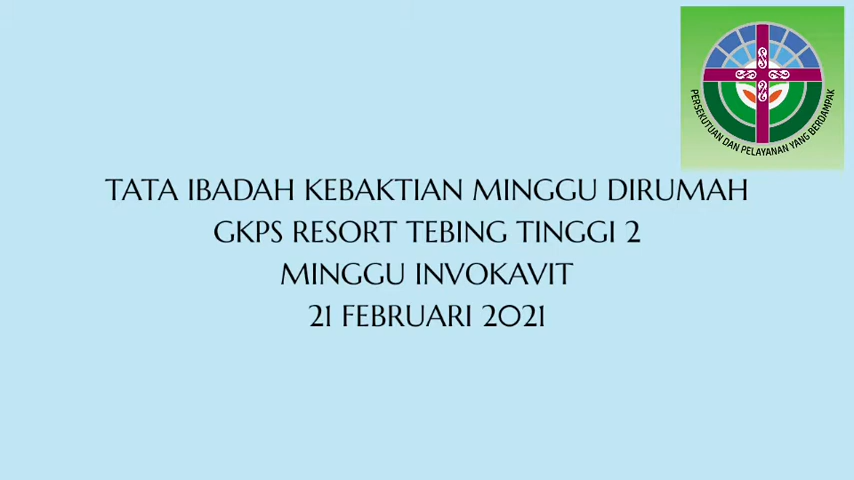 PERSEKUTUAN DAN PELAYANAN YANG BERDAMPAK
TATA IBADAH KEBAKTIAN MINGGU DIRUMAH
GKPS RESORT TEBING TINGGI 2
MINGGU INVOKAVIT
21 FEBRUARI 2021